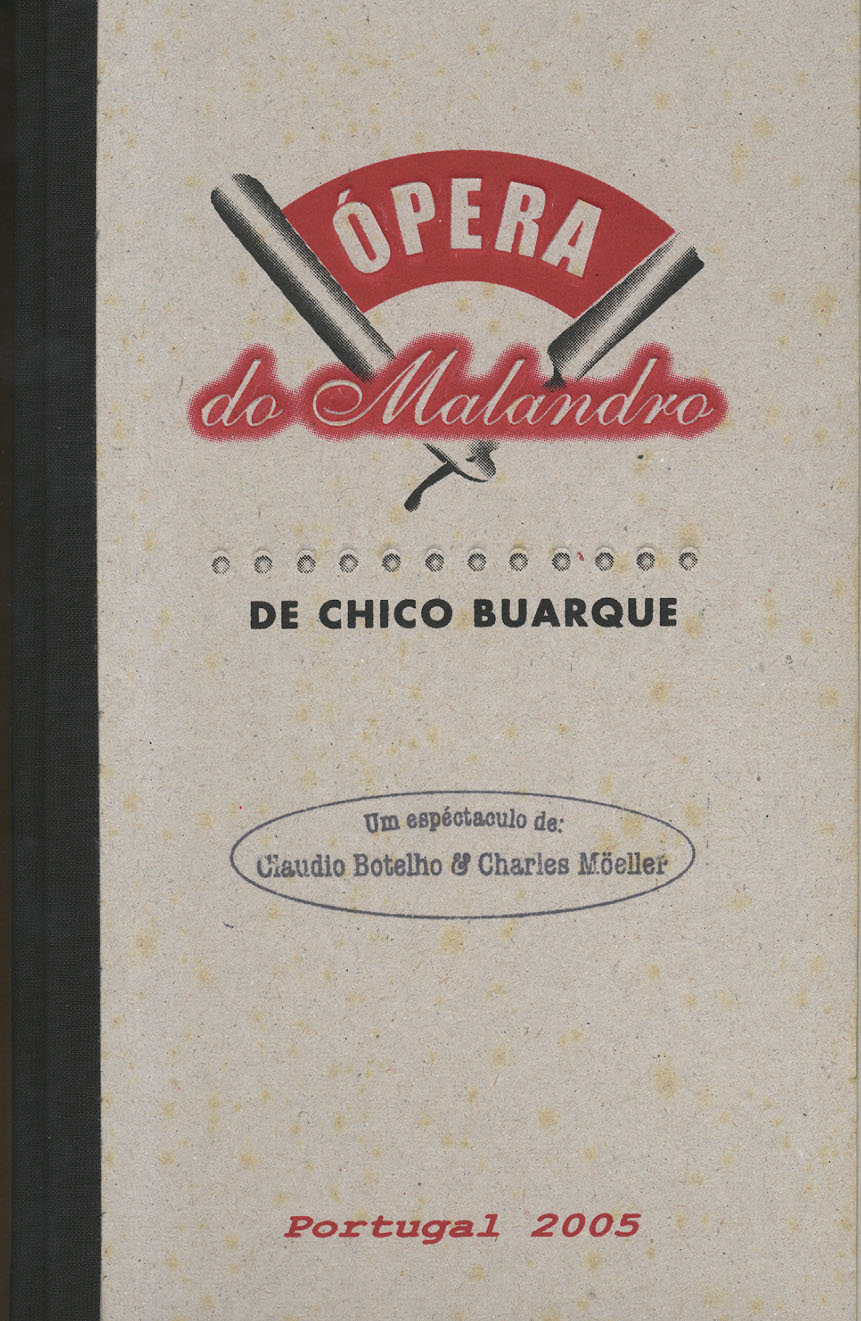 ÓPERA
do Malandro
DE CHICO BUARQUE
Um espéctaculo de:
Claudio Botelho & Charles Möeller
Portugal 2005